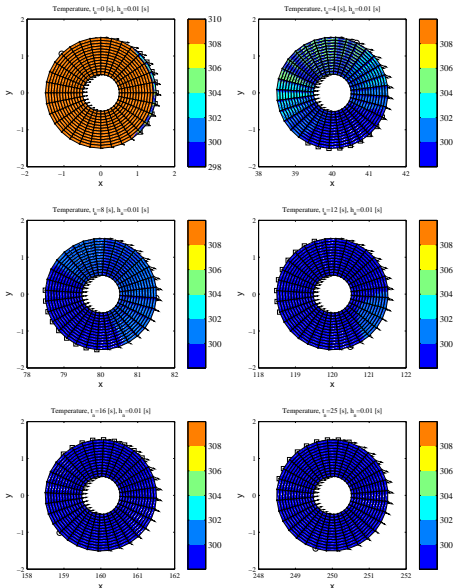 Temperature, t_n=0 [s], h_n=0.01 [s]
2
1
0
−1
−2
−2 −1 0 1 2
x
y
310
308
306
304
302
300
298
Temperature, t_n=4 [s], h_n=0.01 [s]
2
1
0
−1
−2
38 39 40 41 42
x
y
308
306
304
302
300
Temperature, t_n=8 [s], h_n=0.01 [s]
2
1
0
−1
−2
78 79 80 81 82
x
y
308
306
304
302
300
Temperature, t_n=12 [s], h_n=0.01 [s]
2
1
0
−1
−2
118 119 120 121 122
x
y
308
306
304
302
300
Temperature, t_n=16 [s], h_n=0.01 [s]
2
1
0
−1
−2
158 159 160 161 162
x
y
308
306
304
302
300
Temperature, t_n=25 [s], h_n=0.01 [s]
2
1
0
−1
−2
248 249 250 251 252
x
y
308
306
304
302
300